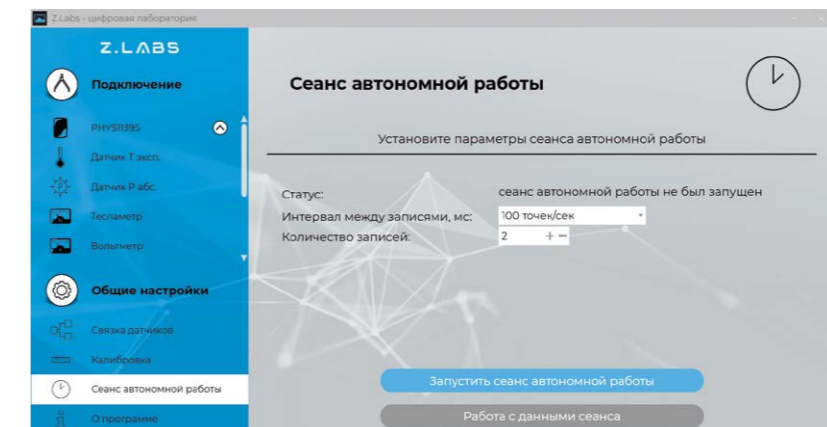 Z.Labs - цифровая лаборатория
Z.LABS
Подключение
PHYS11395
Датчик T эксп.
Датчик P абс.
Тесламетр
Вольтметр
Общие настройки
Связка датчиков
Калибровка
Сеанс автономной работы
О программе
Сеанс автономной работы
Установите параметры сеанса автономной работы
Статус: сеанс автономной работы не был запущен
Интервал между записями, мс: 100 точек/сек
Количество записей: 2 + −
Запустить сеанс автономной работы
Работа с данными сеанса